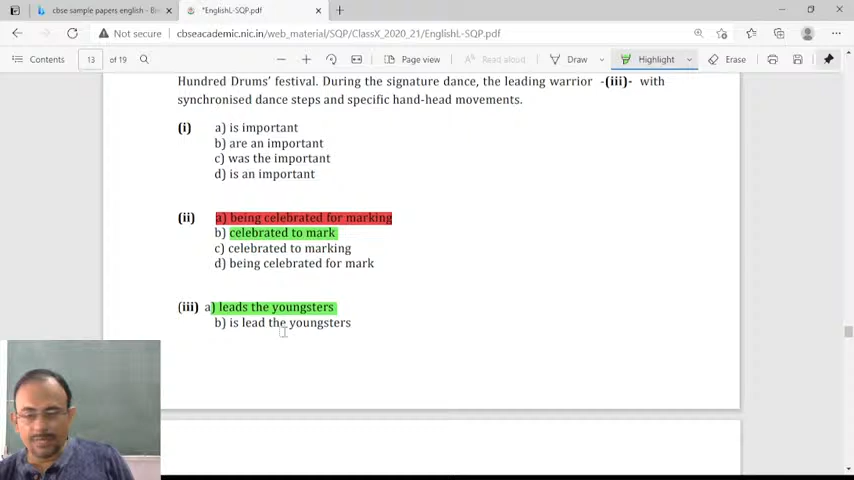 cbse sample papers english - Bin
*EnglishL-SQP.pdf
Not secure | cbseacademic.nic.in/web_material/SQP/ClassX_2020_21/EnglishL-SQP.pdf
Contents 13 of 19 Page view Read aloud Draw Highlight Erase
Hundred Drums' festival. During the signature dance, the leading warrior -(iii)- with
synchronised dance steps and specific hand-head movements.
(i) a) is important
b) are an important
c) was the important
d) is an important
(ii) a) being celebrated for marking
b) celebrated to mark
c) celebrated to marking
d) being celebrated for mark
(iii) a) leads the youngsters
b) is lead the youngsters